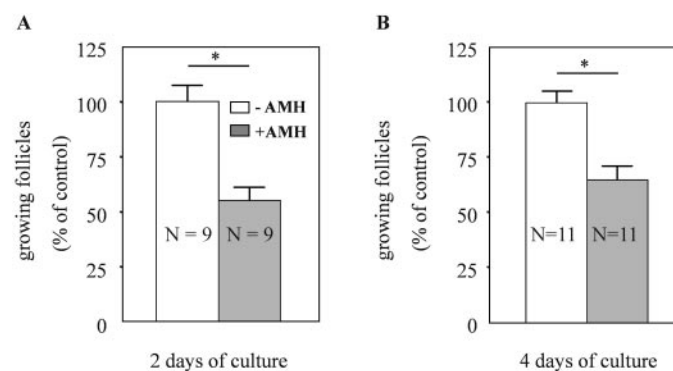 A
125
100
75
50
25
0
growing follicles
(% of control)
*
- AMH
+AMH
N = 9 N = 9
2 days of culture
B
125
100
75
50
25
0
growing follicles
(% of control)
*
N=11 N=11
4 days of culture